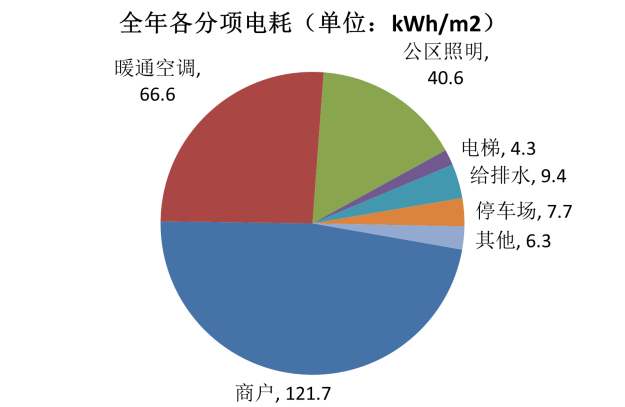 全年各分项电耗（单位：kWh/m2）
公区照明,
40.6
暖通空调,
66.6
电梯, 4.3
给排水, 9.4
停车场, 7.7
其他, 6.3
商户, 121.7